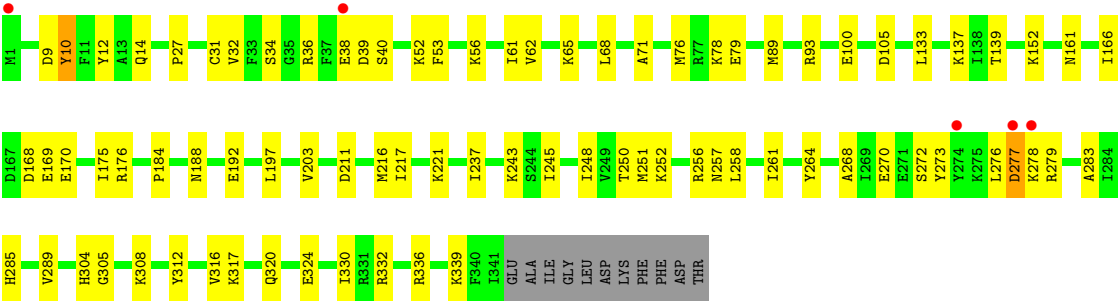 M1 D9 Y10 F11 Y12 A13 Q14 P27 C31 V32 F33 S34 G35 R36 F37 E38 D39 S40 K52 F53 K56 I61 V62 K65 L68 A71 M76 R77 K78 E79 M89 R93 E100 D105 L133 K137 I138 T139 K152 N161 I166
D167 D168 E169 E170 I175 R176 P184 N188 E192 L197 V203 D211 M216 I217 K221 I237 K243 S244 I245 I248 V249 T250 M251 K252 R256 N257 L258 I261 Y264 A268 I269 E270 E271 S272 Y273 Y274 K275 L276 D277 K278 R279 A283 I284
H285 V289 H304 G305 K308 Y312 V316 K317 Q320 E324 I330 R331 R332 R336 K339 F340 I341 GLU ALA ILE GLY LEU ASP LYS PHE PHE ASP THR